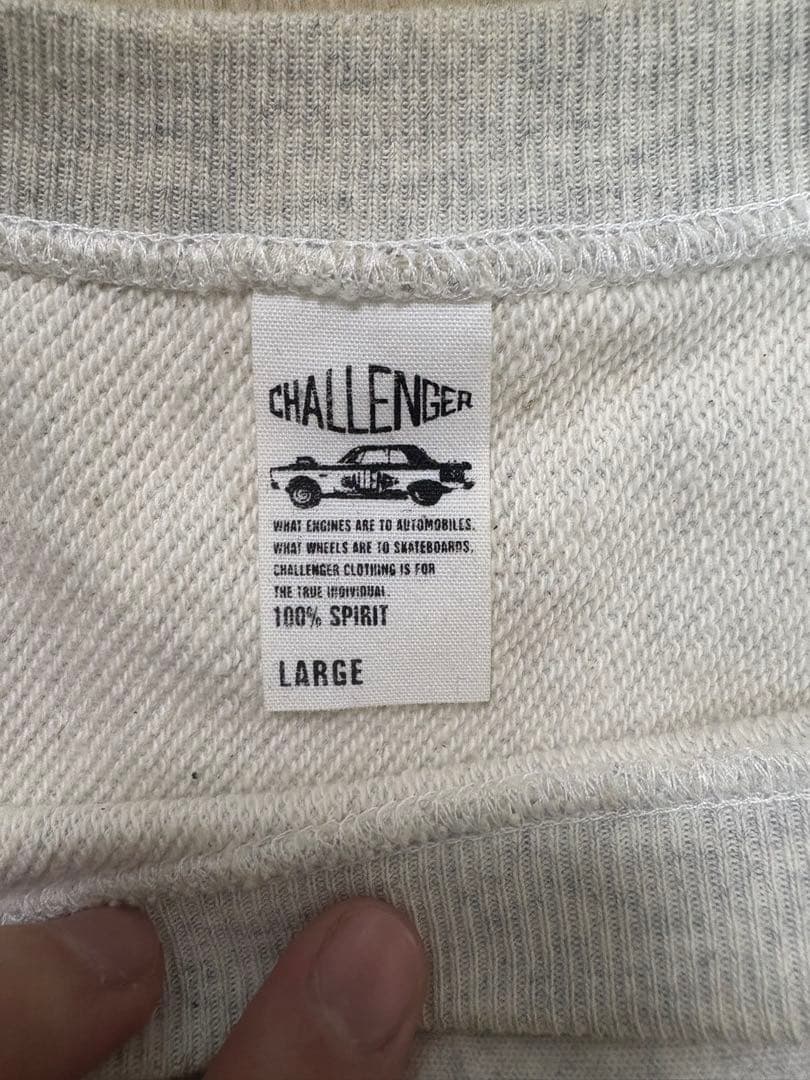 CHALLENGER
WHAT ENGINES ARE TO AUTOMOBILES.
WHAT WHEELS ARE TO SKATEBOARDS,
CHALLENGER CLOTHING IS FOR
THE TRUE INDIVIDUAL
100% SPIRIT
LARGE